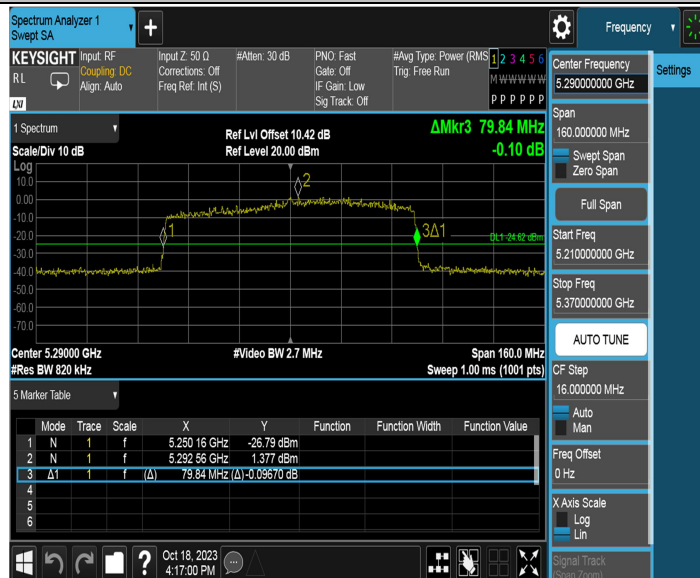 Spectrum Analyzer 1
Swept SA
+
Frequency
KEYSIGHT
RL
LXI
Input: RF
Coupling: DC
Align: Auto
Input Z: 50 Ω
Corrections: Off
Freq Ref: Int (S)
#Atten: 30 dB
PNO: Fast
Gate: Off
IF Gain: Low
Sig Track: Off
#Avg Type: Power (RMS
Trig: Free Run
1 2 3 4 5 6
M W W W W W
P P P P P P
1 Spectrum
Scale/Div 10 dB
Ref Lvl Offset 10.42 dB
Ref Level 20.00 dBm
ΔMkr3 79.84 MHz
-0.10 dB
Log
10.0
0.00
-10.0
-20.0
-30.0
-40.0
-50.0
-60.0
-70.0
2
1
3Δ1
DL1 -24.62 dBm
Center 5.29000 GHz
#Video BW 2.7 MHz
Span 160.0 MHz
#Res BW 820 kHz
Sweep 1.00 ms (1001 pts)
5 Marker Table
Mode Trace Scale X Y Function Function Width Function Value
1 N 1 f 5.250 16 GHz -26.79 dBm
2 N 1 f 5.292 56 GHz 1.377 dBm
3 Δ1 1 f (Δ) 79.84 MHz (Δ) -0.09670 dB
4
5
6
Oct 18, 2023
4:17:00 PM
?
Center Frequency
5.290000000 GHz
Settings
Span
160.000000 MHz
Swept Span
Zero Span
Full Span
Start Freq
5.210000000 GHz
Stop Freq
5.370000000 GHz
AUTO TUNE
CF Step
16.000000 MHz
Auto
Man
Freq Offset
0 Hz
X Axis Scale
Log
Lin
Signal Track
(Span Zoom)